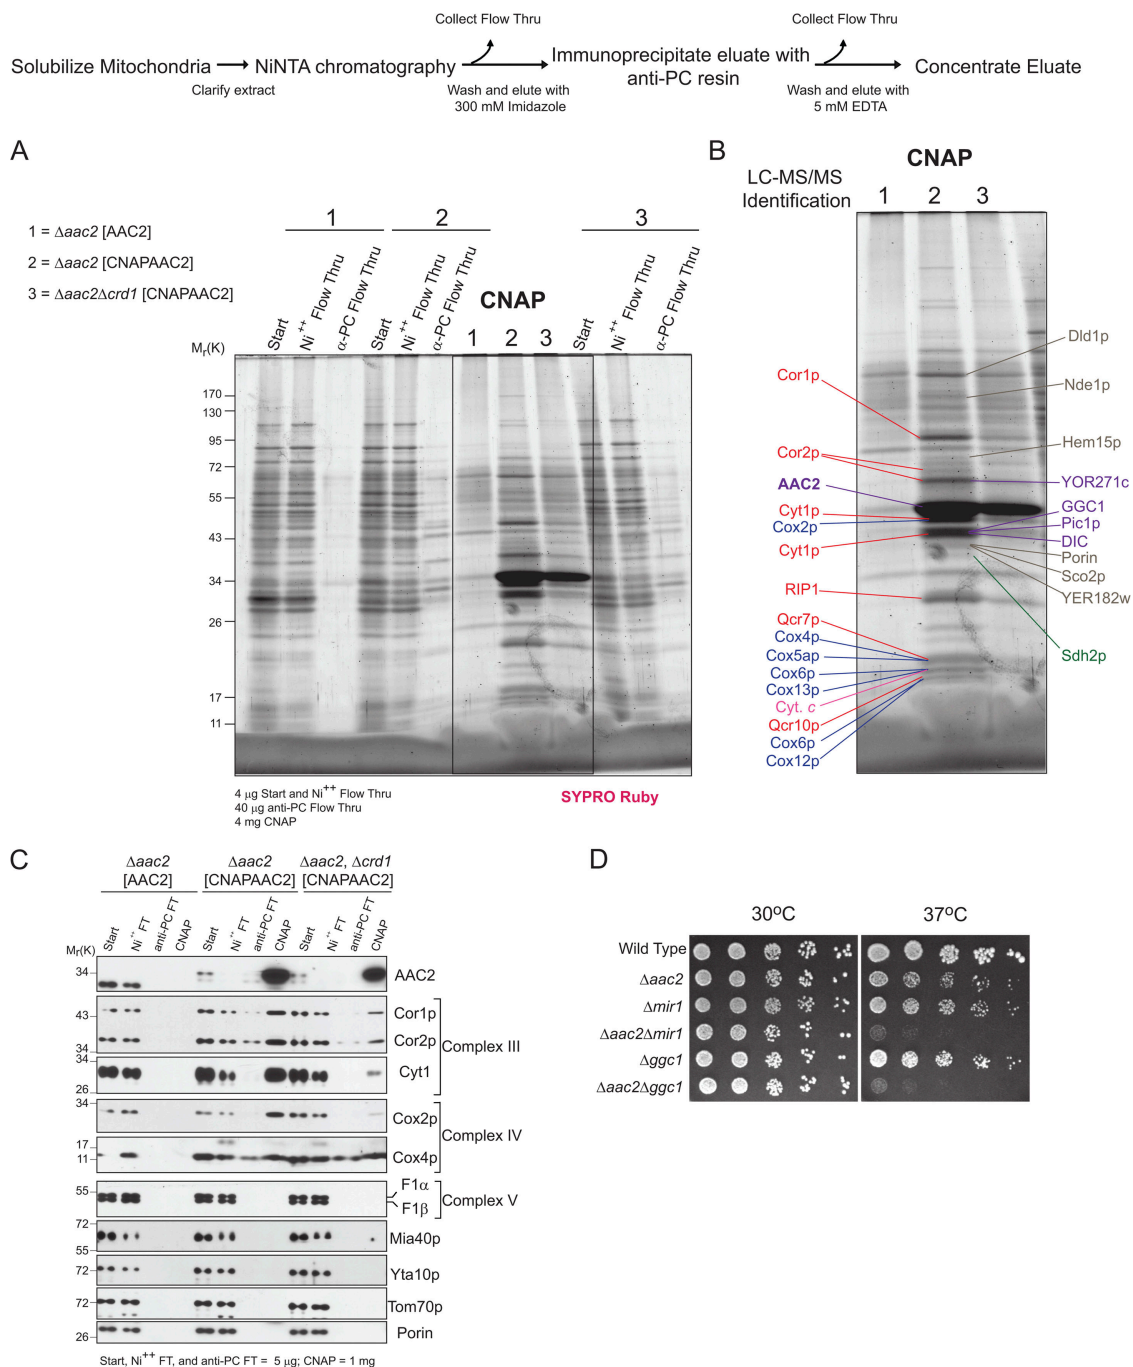 Collect Flow Thru
Collect Flow Thru
Solubilize Mitochondria
NiNTA chromatography
Immunoprecipitate eluate with
anti-PC resin
Concentrate Eluate
Clarify extract
Wash and elute with
300 mM Imidazole
Wash and elute with
5 mM EDTA
A
1 = Δaac2 [AAC2]
2 = Δaac2 [CNAPAAC2]
3 = Δaac2Δcrd1 [CNAPAAC2]
1
2
3
Start
Ni++ Flow Thru
α-PC Flow Thru
Start
Ni++ Flow Thru
α-PC Flow Thru
CNAP
1
2
3
Start
Ni++ Flow Thru
α-PC Flow Thru
Mr(K)
170
130
95
72
55
43
34
26
17
11
4 μg Start and Ni++ Flow Thru
40 μg anti-PC Flow Thru
4 mg CNAP
SYPRO Ruby
B
CNAP
LC-MS/MS
Identification
1
2
3
Cor1p
Cor2p
AAC2
Cyt1p
Cox2p
Cyt1p
RIP1
Qcr7p
Cox4p
Cox5ap
Cox6p
Cox13p
Cyt. c
Qcr10p
Cox6p
Cox12p
Dld1p
Nde1p
Hem15p
YOR271c
GGC1
Pic1p
DIC
Porin
Sco2p
YER182w
Sdh2p
C
Δaac2
[AAC2]
Δaac2
[CNAPAAC2]
Δaac2, Δcrd1
[CNAPAAC2]
Start
Ni++ FT
anti-PC FT
CNAP
Start
Ni++ FT
anti-PC FT
CNAP
Start
Ni++ FT
anti-PC FT
CNAP
Mr(K)
34
AAC2
43
34
Cor1p
Cor2p
34
26
Cyt1
Complex III
34
Cox2p
17
11
Cox4p
Complex IV
55
F1α
F1β
Complex V
72
55
Mia40p
72
Yta10p
72
Tom70p
26
Porin
Start, Ni++ FT, and anti-PC FT = 5 μg; CNAP = 1 mg
D
30ºC
37ºC
Wild Type
Δaac2
Δmir1
Δaac2Δmir1
Δggc1
Δaac2Δggc1